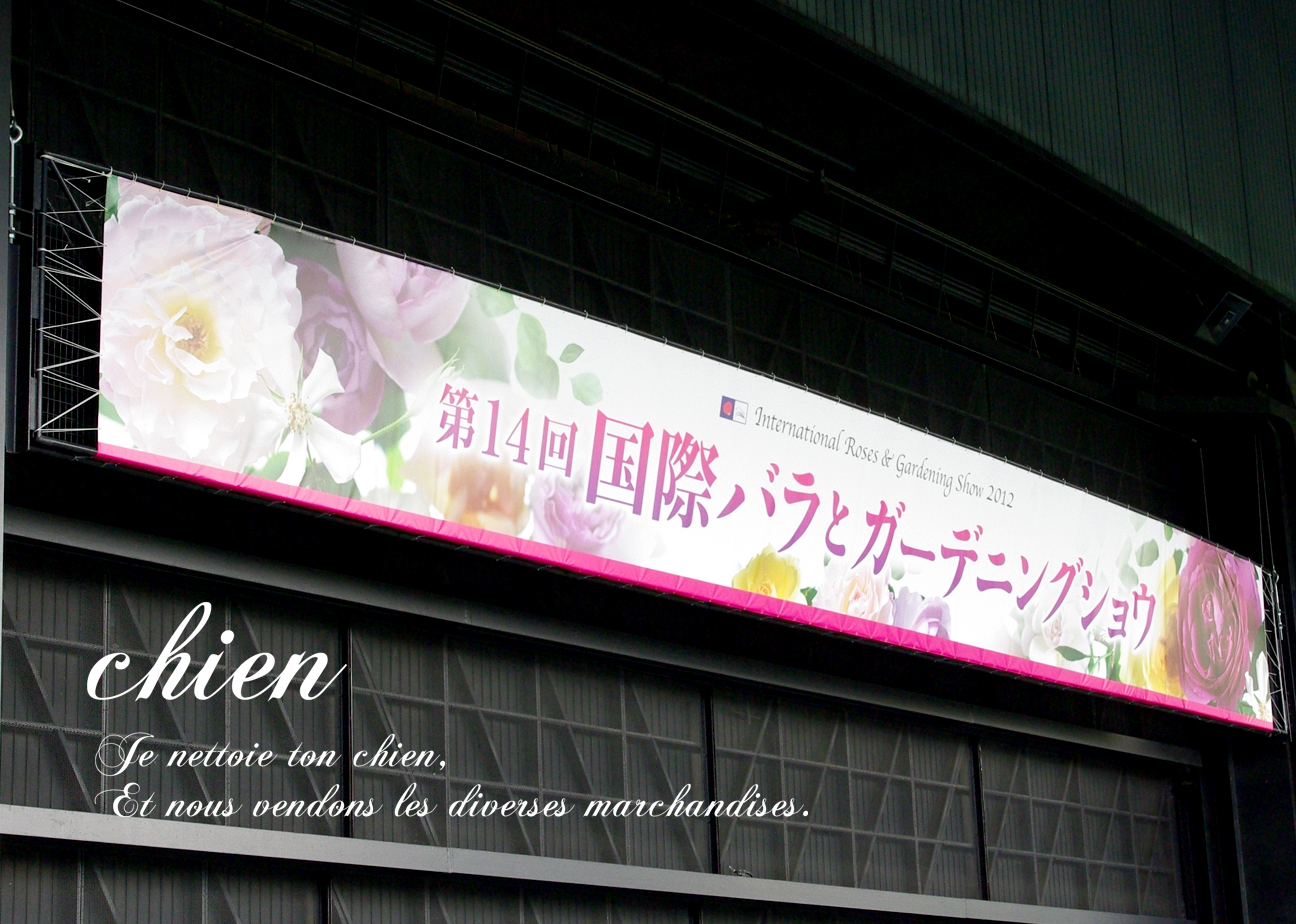 International Roses & Gardening Show 2012
第14回 国際バラとガーデニングショウ
chien
Je nettoie ton chien,
Et nous vendons les diverses marchandises.